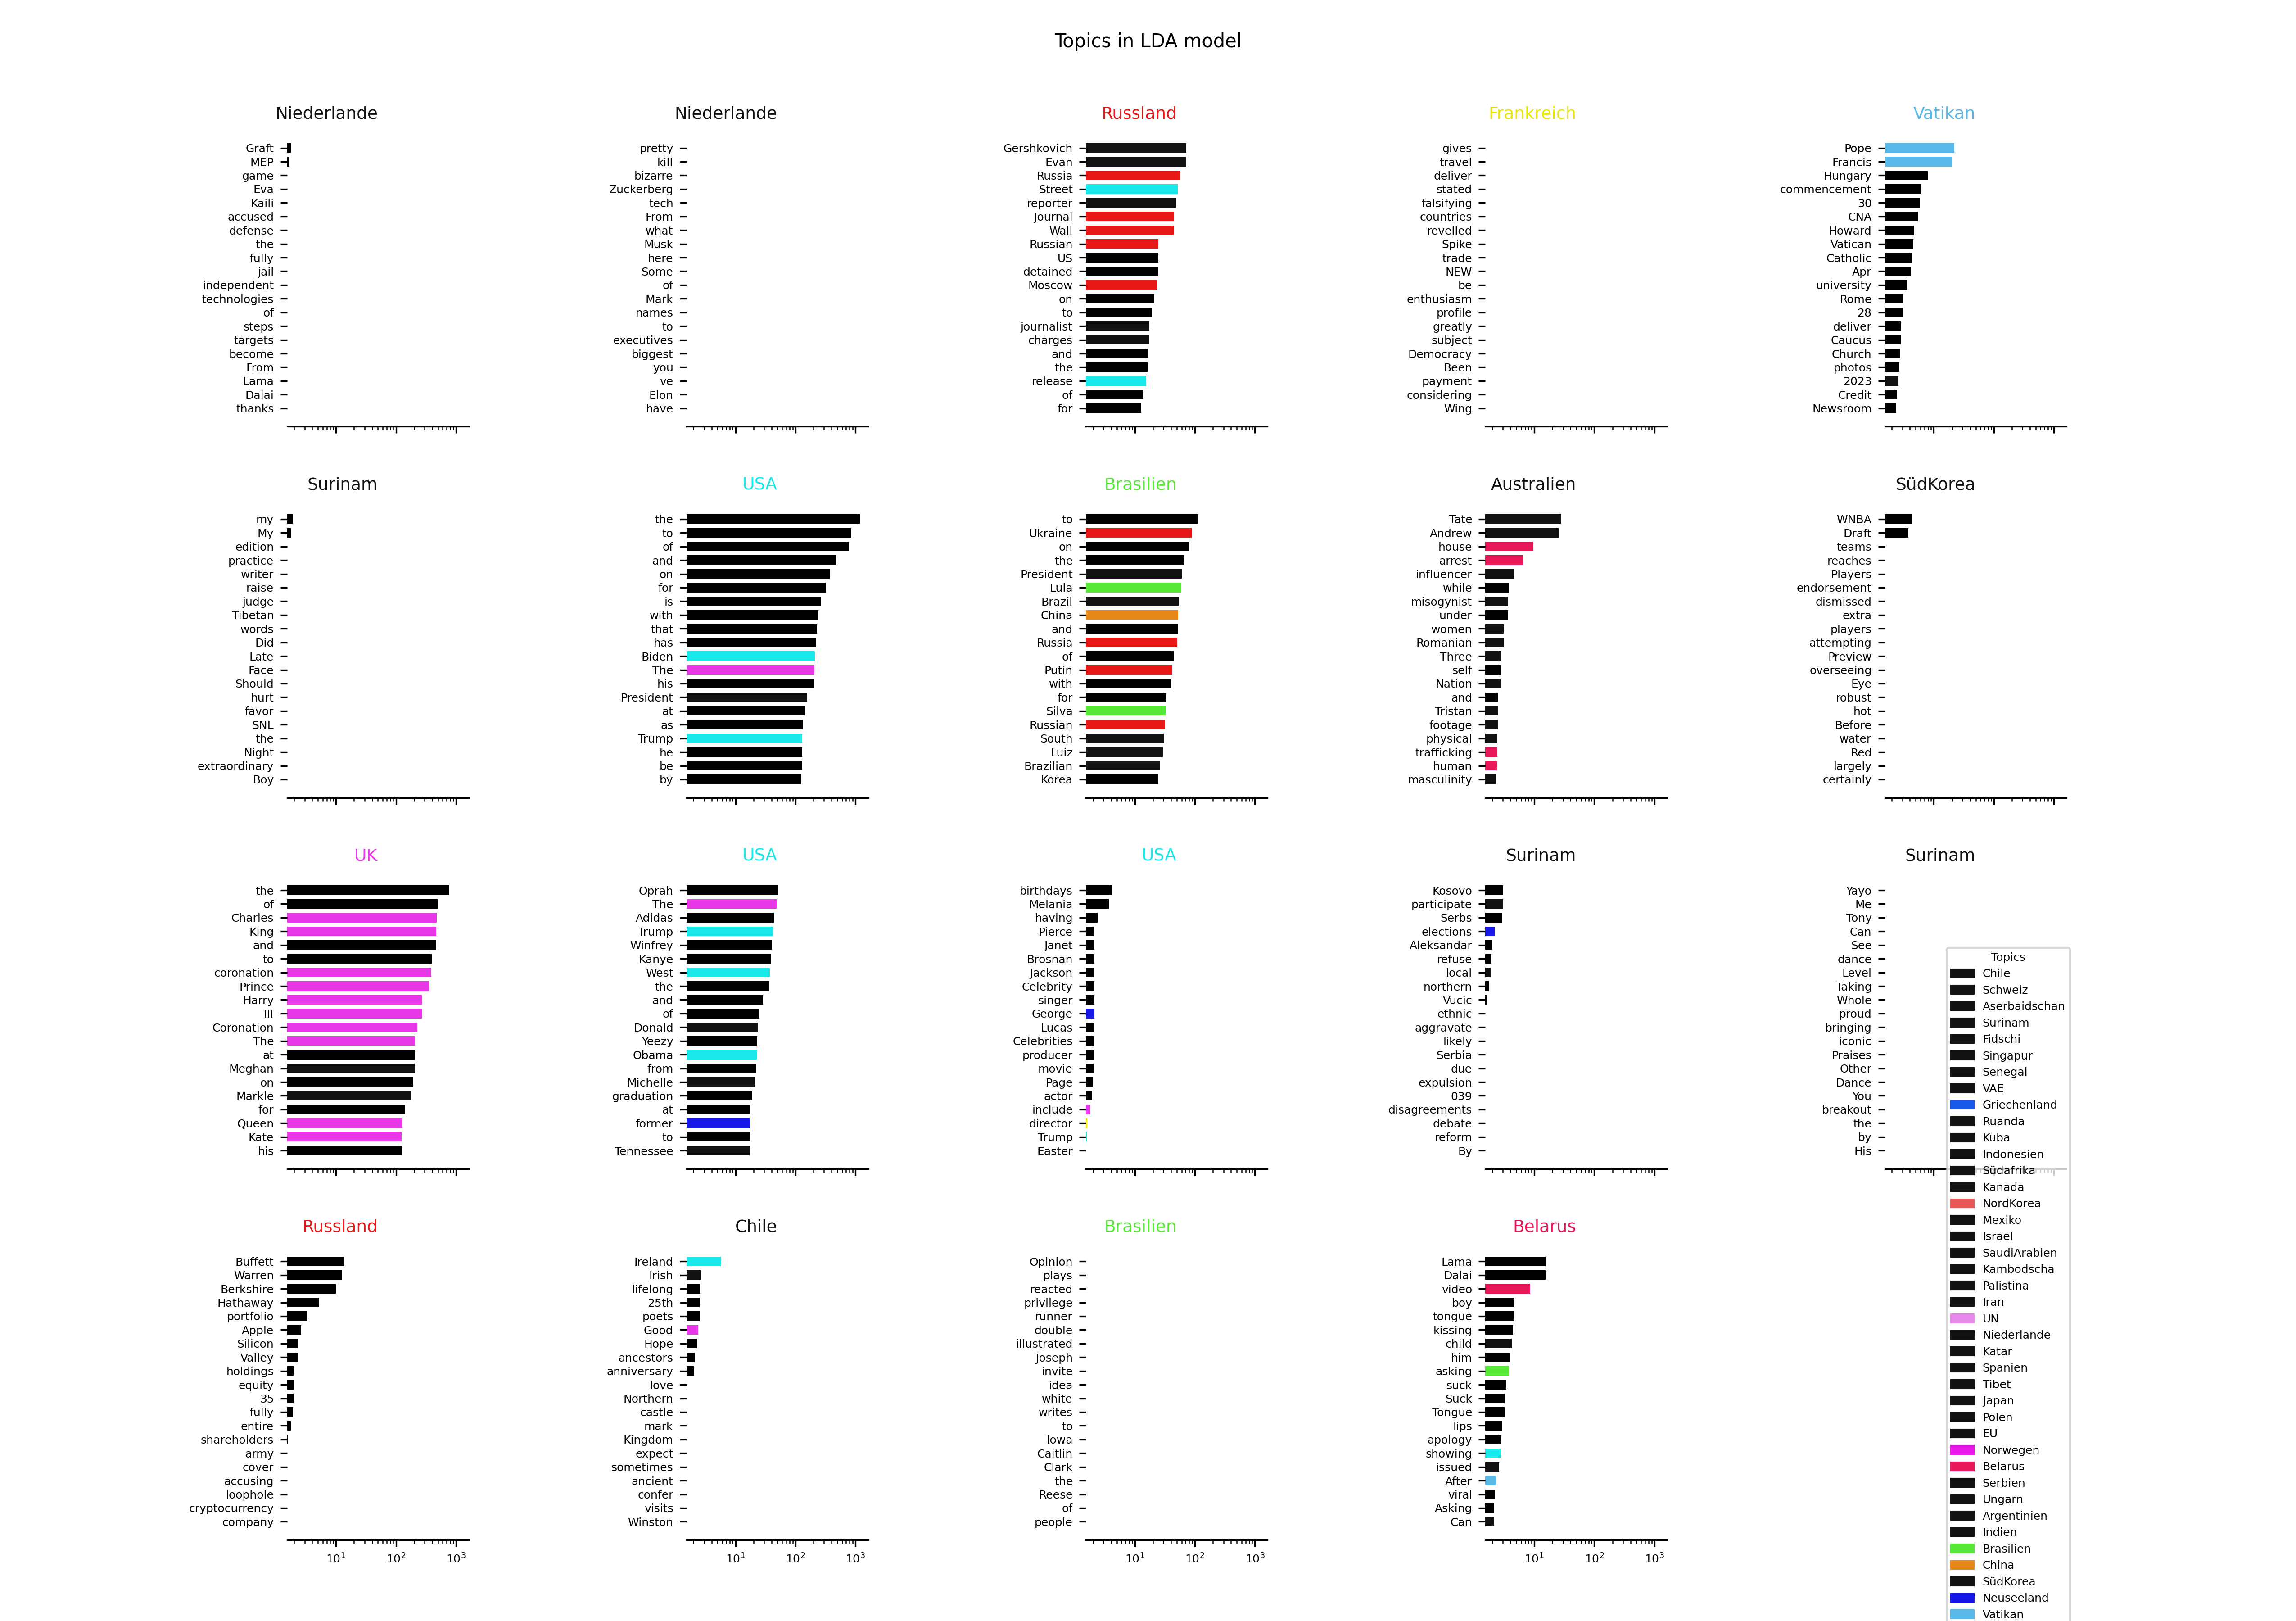 Topics in LDA model
Niederlande
Graft
MEP
game
Eva
Kaili
accused
defense
the
fully
jail
independent
technologies
of
steps
targets
become
From
Lama
Dalai
thanks
Niederlande
pretty
kill
bizarre
Zuckerberg
tech
From
what
Musk
here
Some
of
Mark
names
to
executives
biggest
you
ve
Elon
have
Russland
Gershkovich
Evan
Russia
Street
reporter
Journal
Wall
Russian
US
detained
Moscow
on
to
journalist
charges
and
the
release
of
for
Frankreich
gives
travel
deliver
stated
falsifying
countries
revelled
Spike
trade
NEW
be
enthusiasm
profile
greatly
subject
Democracy
Been
payment
considering
Wing
Vatikan
Pope
Francis
Hungary
commencement
30
CNA
Howard
Vatican
Catholic
Apr
university
Rome
28
deliver
Caucus
Church
photos
2023
Credit
Newsroom
Surinam
my
My
edition
practice
writer
raise
judge
Tibetan
words
Did
Late
Face
Should
hurt
favor
SNL
the
Night
extraordinary
Boy
USA
the
to
of
and
on
for
is
with
that
has
Biden
The
his
President
at
as
Trump
he
be
by
Brasilien
to
Ukraine
on
the
President
Lula
Brazil
China
and
Russia
of
Putin
with
for
Silva
Russian
South
Luiz
Brazilian
Korea
Australien
Tate
Andrew
house
arrest
influencer
while
misogynist
under
women
Romanian
Three
self
Nation
and
Tristan
footage
physical
trafficking
human
masculinity
SüdKorea
WNBA
Draft
teams
reaches
Players
endorsement
dismissed
extra
players
attempting
Preview
overseeing
Eye
robust
hot
Before
water
Red
largely
certainly
UK
the
of
Charles
King
and
to
coronation
Prince
Harry
III
Coronation
The
at
Meghan
on
Markle
for
Queen
Kate
his
USA
Oprah
The
Adidas
Trump
Winfrey
Kanye
West
the
and
of
Donald
Yeezy
Obama
from
Michelle
graduation
at
former
to
Tennessee
USA
birthdays
Melania
having
Pierce
Janet
Brosnan
Jackson
Celebrity
singer
George
Lucas
Celebrities
producer
movie
Page
actor
include
director
Trump
Easter
Surinam
Kosovo
participate
Serbs
elections
Aleksandar
refuse
local
northern
Vucic
ethnic
aggravate
likely
Serbia
due
expulsion
039
disagreements
debate
reform
By
Surinam
Yayo
Me
Tony
Can
See
dance
Level
Taking
Whole
proud
bringing
iconic
Praises
Other
Dance
You
breakout
the
by
His
Russland
Buffett
Warren
Berkshire
Hathaway
portfolio
Apple
Silicon
Valley
holdings
equity
35
fully
entire
shareholders
army
cover
accusing
loophole
cryptocurrency
company
10¹ 10² 10³
Chile
Ireland
Irish
lifelong
25th
poets
Good
Hope
ancestors
anniversary
love
Northern
castle
mark
Kingdom
expect
sometimes
ancient
confer
visits
Winston
10¹ 10² 10³
Brasilien
Opinion
plays
reacted
privilege
runner
double
illustrated
Joseph
invite
idea
white
writes
to
Iowa
Caitlin
Clark
the
Reese
of
people
10¹ 10² 10³
Belarus
Lama
Dalai
video
boy
tongue
kissing
child
him
asking
suck
Suck
Tongue
lips
apology
showing
issued
After
viral
Asking
Can
10¹ 10² 10³
Topics
Chile
Schweiz
Aserbaidschan
Surinam
Fidschi
Singapur
Senegal
VAE
Griechenland
Ruanda
Kuba
Indonesien
Südafrika
Kanada
NordKorea
Mexiko
Israel
SaudiArabien
Kambodscha
Palistina
Iran
UN
Niederlande
Katar
Spanien
Tibet
Japan
Polen
EU
Norwegen
Belarus
Serbien
Ungarn
Argentinien
Indien
Brasilien
China
SüdKorea
Neuseeland
Vatikan